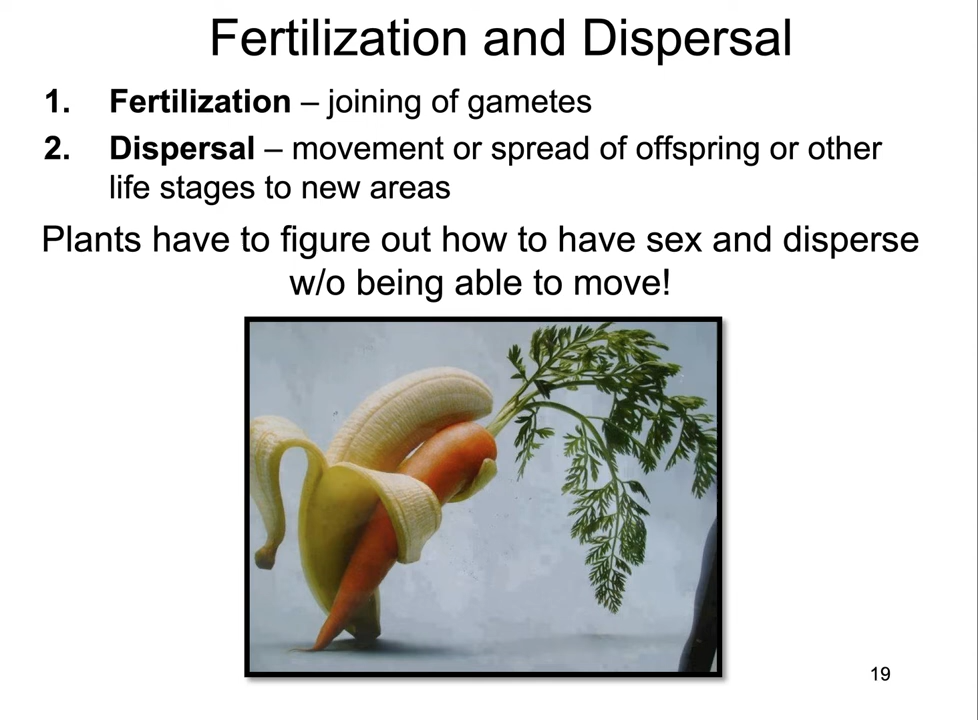 Fertilization and Dispersal
1. Fertilization – joining of gametes
2. Dispersal – movement or spread of offspring or other
life stages to new areas
Plants have to figure out how to have sex and disperse
w/o being able to move!
19